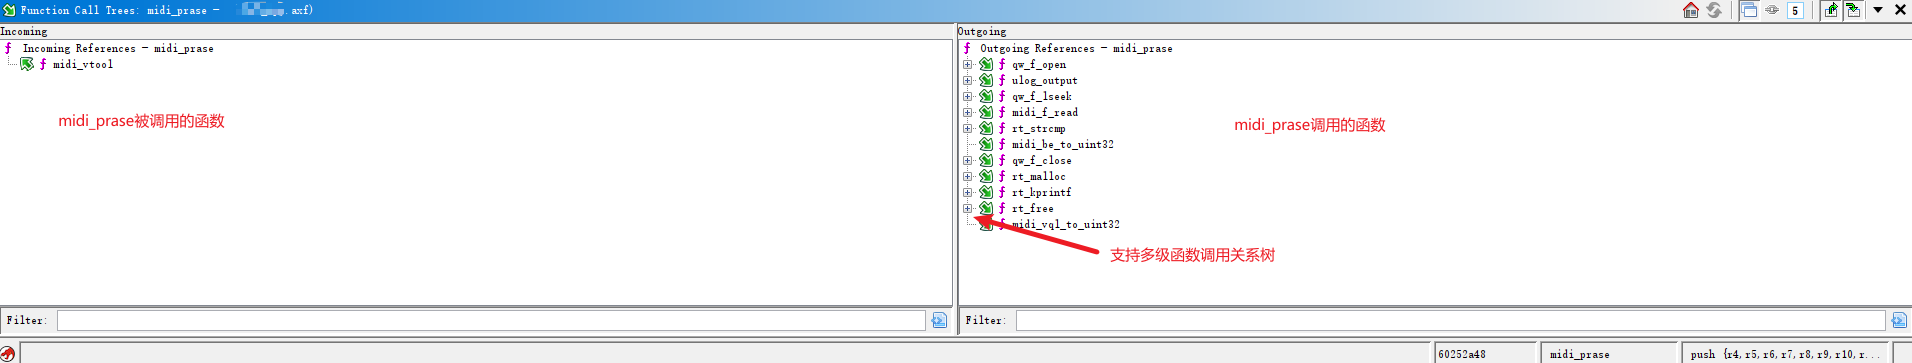 Function Call Trees: midi_prase – .axf)
5
Incoming
Incoming References – midi_prase
f midi_vtool
midi_prase被调用的函数
Filter:
Outgoing
Outgoing References – midi_prase
f qw_f_open
f ulog_output
f qw_f_lseek
f midi_f_read
f rt_strcmp
f midi_be_to_uint32
f qw_f_close
f rt_malloc
f rt_kprintf
f rt_free
f midi_vql_to_uint32
midi_prase调用的函数
支持多级函数调用关系树
Filter:
60252a48
midi_prase
push {r4,r5,r6,r7,r8,r9,r10,r...